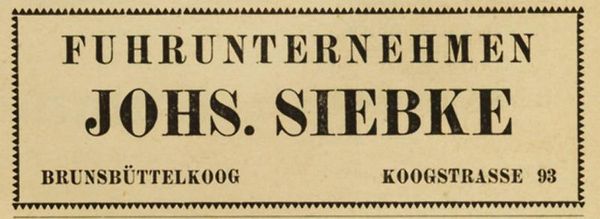 FUHRUNTERNEHMEN
JOHS. SIEBKE
BRUNSBÜTTELKOOG KOOGSTRASSE 93